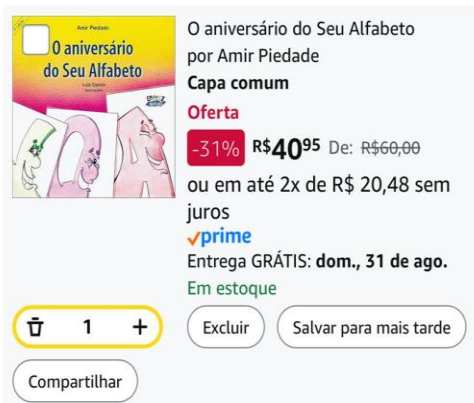 Amir Piedade
O aniversário
do Seu Alfabeto
O aniversário do Seu Alfabeto
por Amir Piedade
Capa comum
Oferta
-31% R$4095 De: R$60,00
ou em até 2x de R$ 20,48 sem
juros
prime
Entrega GRÁTIS: dom., 31 de ago.
Em estoque
1 +
Excluir
Salvar para mais tarde
Compartilhar